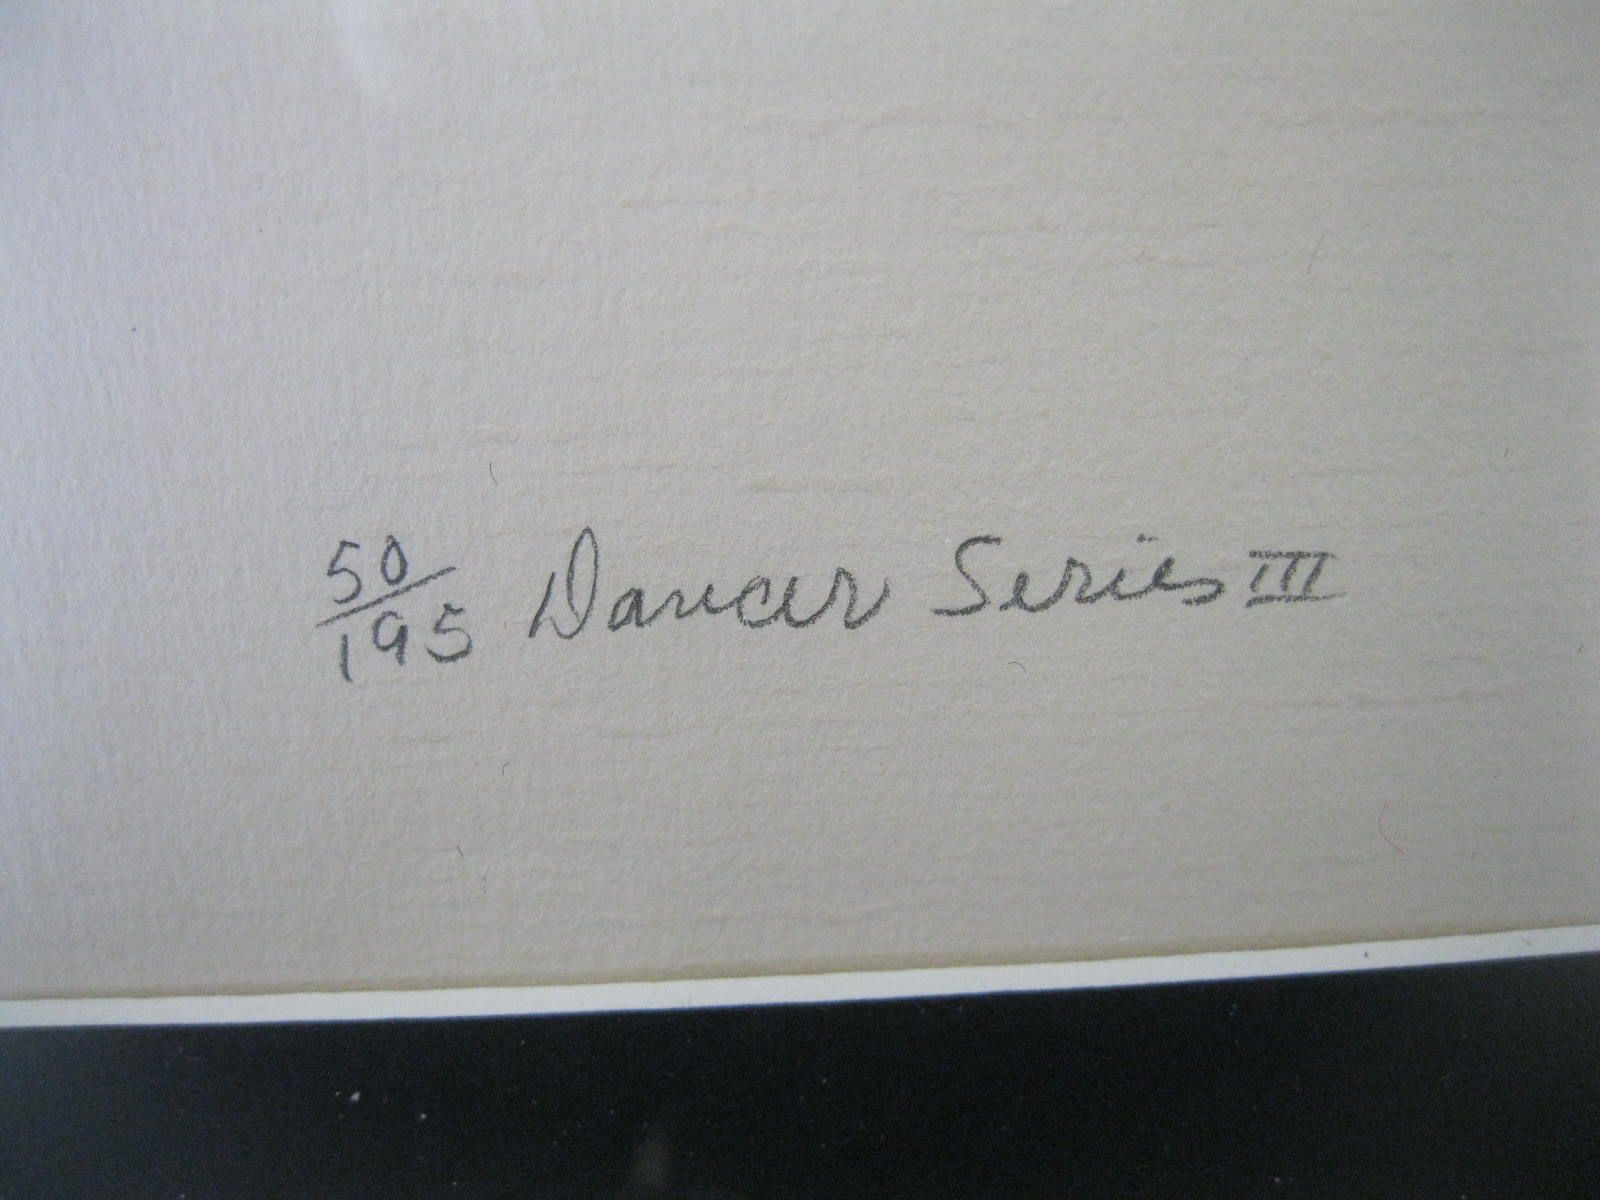 50/195 Dancer Series III